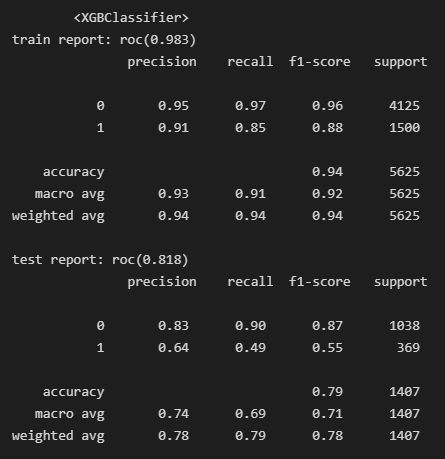 <XGBClassifier>
train report: roc(0.983)
precision recall f1-score support
0 0.95 0.97 0.96 4125
1 0.91 0.85 0.88 1500
accuracy 0.94 5625
macro avg 0.93 0.91 0.92 5625
weighted avg 0.94 0.94 0.94 5625
test report: roc(0.818)
precision recall f1-score support
0 0.83 0.90 0.87 1038
1 0.64 0.49 0.55 369
accuracy 0.79 1407
macro avg 0.74 0.69 0.71 1407
weighted avg 0.78 0.79 0.78 1407